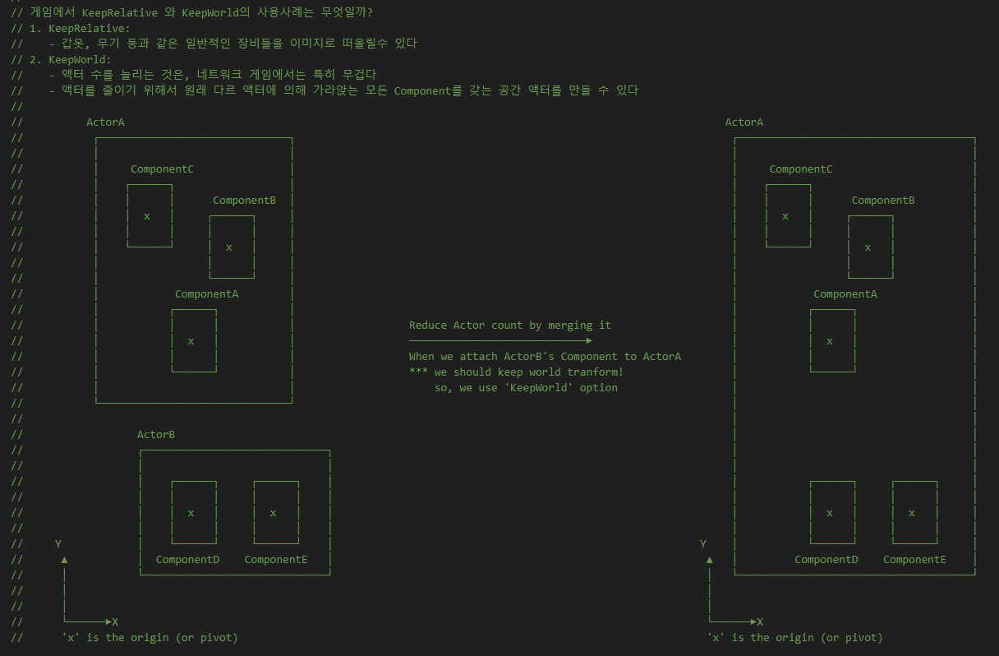 // 게임에서 KeepRelative 와 KeepWorld의 사용사례는 무엇일까?
// 1. KeepRelative:
//    - 갑옷, 무기 등과 같은 일반적인 장비들을 이미지로 떠올릴수 있다
// 2. KeepWorld:
//    - 액터 수를 늘리는 것은, 네트워크 게임에서는 특히 무겁다
//    - 액터를 줄이기 위해서 원래 다르 액터에 의해 가라앉는 모든 Component를 갖는 공간 액터를 만들 수 있다
//
// ActorA ActorA
//
//
// ComponentC ComponentC
//
// ComponentB ComponentB
// x x
//
// x x
//
//
// ComponentA ComponentA
//
// Reduce Actor count by merging it
// x x
// When we attach ActorB's Component to ActorA
// *** we should keep world tranform!
// so, we use 'KeepWorld' option
//
//
//
// ActorB
//
//
//
//
// x x x x
//
// Y Y
// ComponentD ComponentE ComponentD ComponentE
//
//
//
// X X
// 'x' is the origin (or pivot) 'x' is the origin (or pivot)